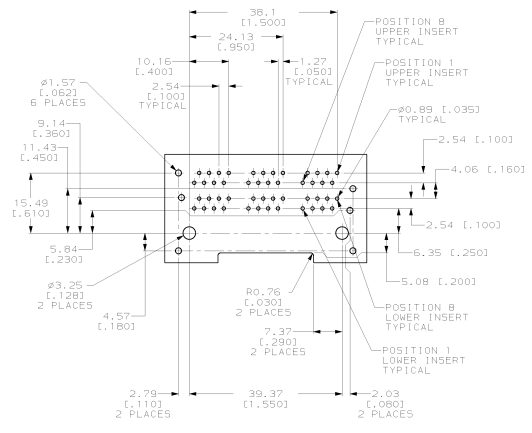 38.1
[1.500]
24.13
[.950]
10.16
[.400]
1.27
[.050]
TYPICAL
2.54
[.100]
TYPICAL
POSITION 8
UPPER INSERT
TYPICAL
POSITION 1
UPPER INSERT
TYPICAL
ø0.89 [.035]
TYPICAL
ø1.57
[.062]
6 PLACES
9.14
[.360]
11.43
[.450]
15.49
[.610]
5.84
[.230]
ø3.25
[.128]
2 PLACES
4.57
[.180]
2.54 [.100]
4.06 [.160]
2.54 [.100]
6.35 [.250]
5.08 [.200]
R0.76
[.030]
2 PLACES
7.37
[.290]
2 PLACES
POSITION 8
LOWER INSERT
TYPICAL
POSITION 1
LOWER INSERT
TYPICAL
2.79
[.110]
2 PLACES
39.37
[1.550]
2.03
[.080]
2 PLACES